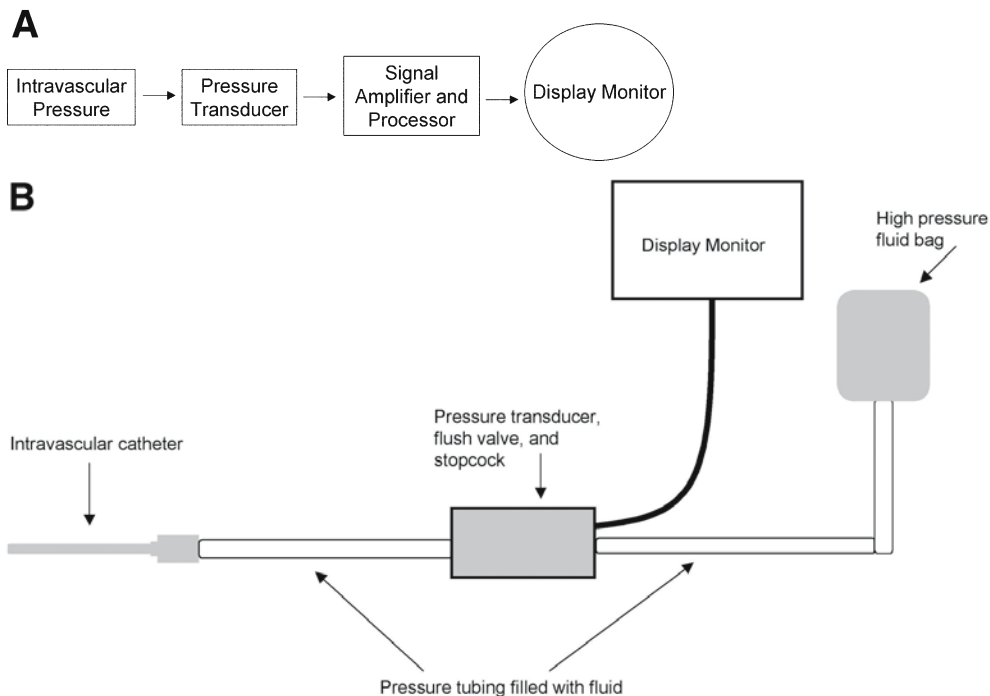 A
Intravascular
Pressure
Pressure
Transducer
Signal
Amplifier and
Processor
Display Monitor
B
Display Monitor
High pressure
fluid bag
Pressure transducer,
flush valve, and
stopcock
Intravascular catheter
Pressure tubing filled with fluid